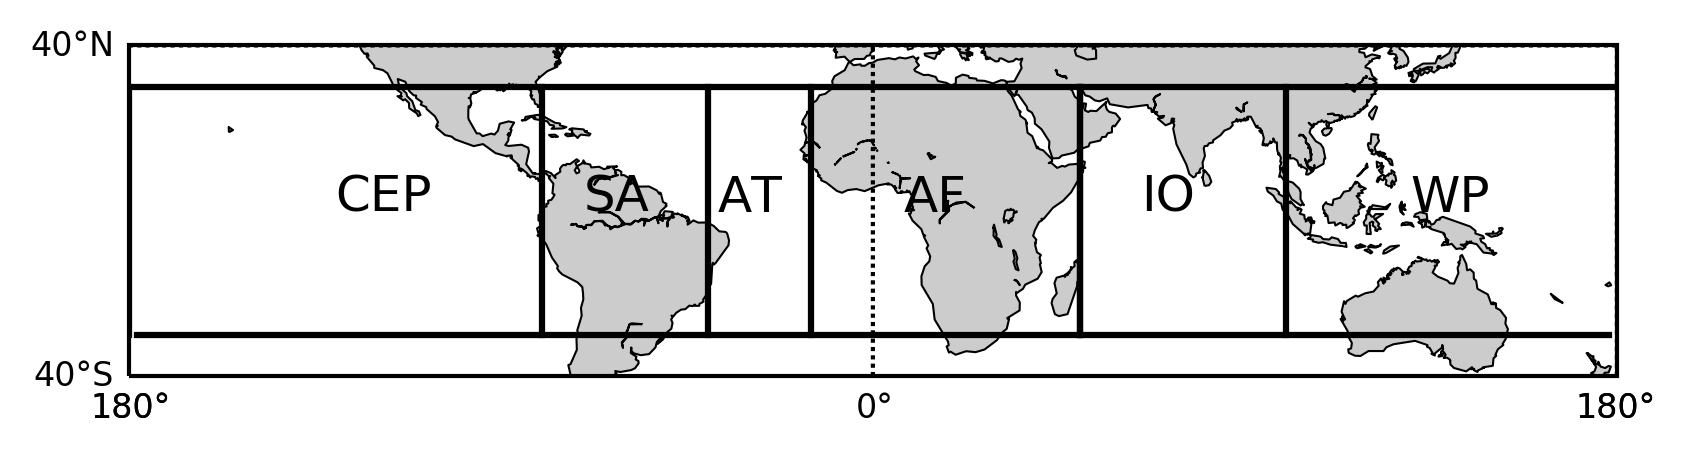 40°N
CEP SA AT AF IO WP
40°S
180° 0° 180°